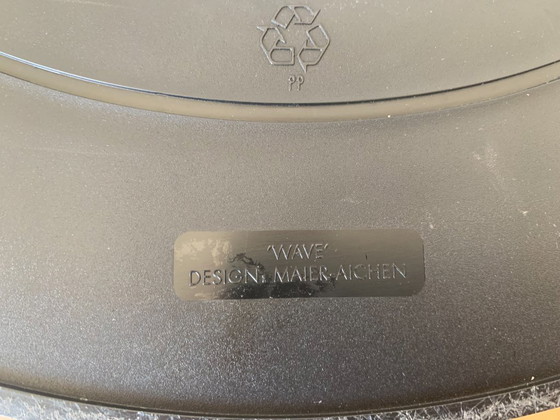 PP
'WAVE'
DESIGN: MAIER-AICHEN